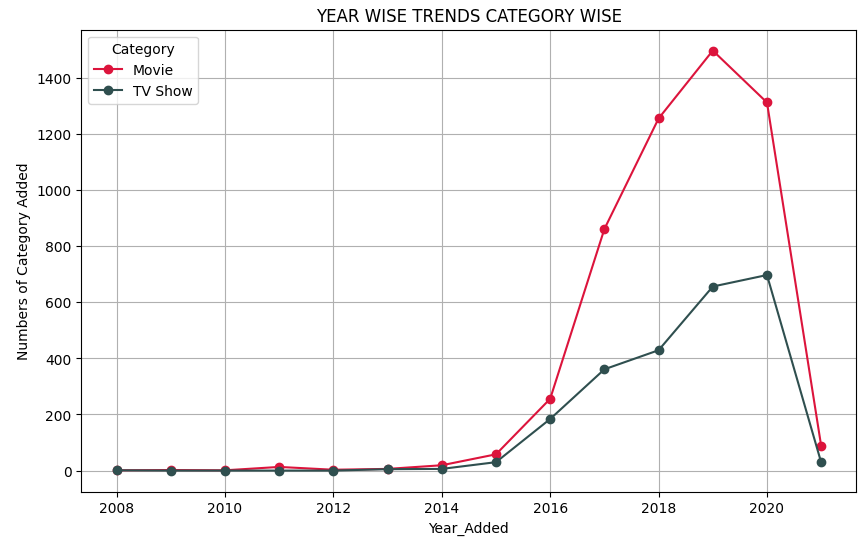 YEAR WISE TRENDS CATEGORY WISE
Category
Movie
TV Show
Numbers of Category Added
1400
1200
1000
800
600
400
200
0
2008 2010 2012 2014 2016 2018 2020
Year_Added